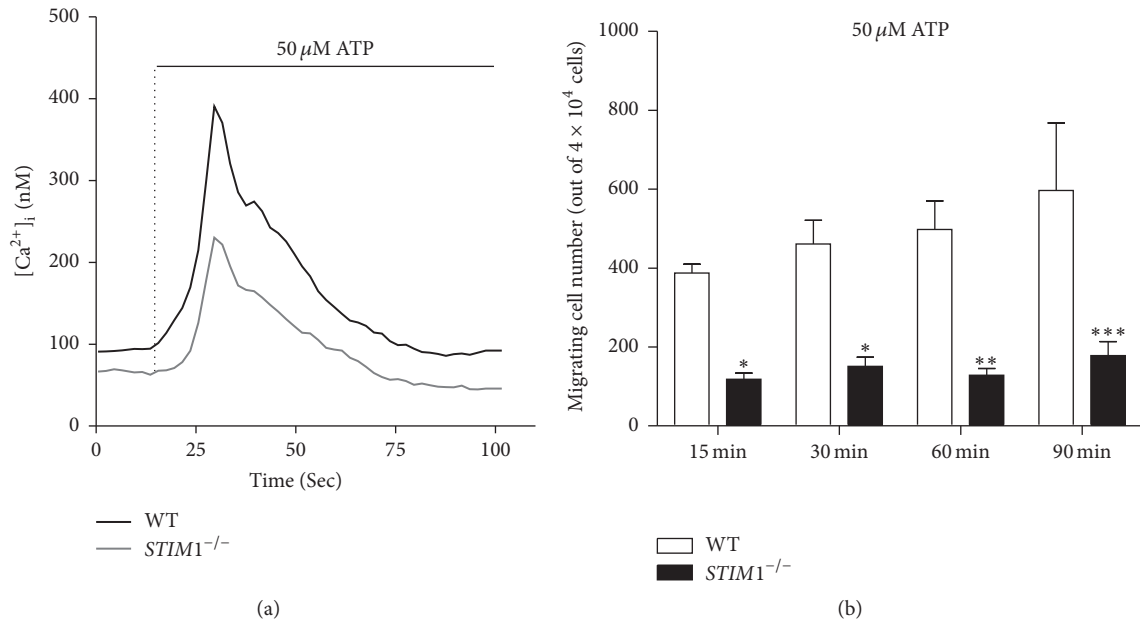 500
400
300
200
100
0
[Ca²⁺]ᵢ (nM)
50 μM ATP
0 25 50 75 100
Time (Sec)
WT
STIM1⁻/⁻
(a)
1000
800
600
400
200
0
Migrating cell number (out of 4 × 10⁴ cells)
50 μM ATP
* * ** ***
15 min 30 min 60 min 90 min
WT
STIM1⁻/⁻
(b)